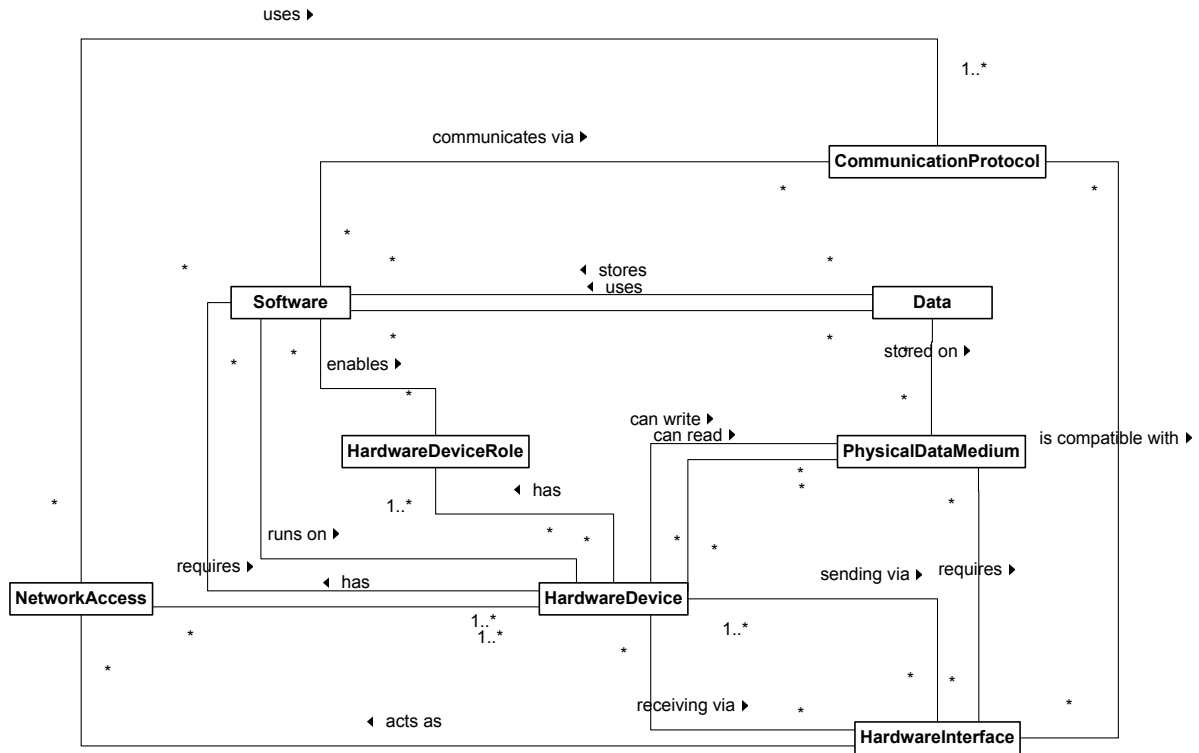 uses ▶
1..*
communicates via ▶
CommunicationProtocol
* *
*
* * *
◀ stores
* Software ◀ uses Data
* *
* * stored on ▶ *
enables ▶
* *
can write ▶
HardwareDeviceRole can read ▶ PhysicalDataMedium is compatible with ▶
*
◀ has *
* 1..* *
* * * *
runs on ▶
requires ▶ ◀ has sending via ▶ requires ▶
NetworkAccess HardwareDevice
1..*
* 1..* 1..*
*
* * *
* *
◀ acts as receiving via ▶ *
HardwareInterface